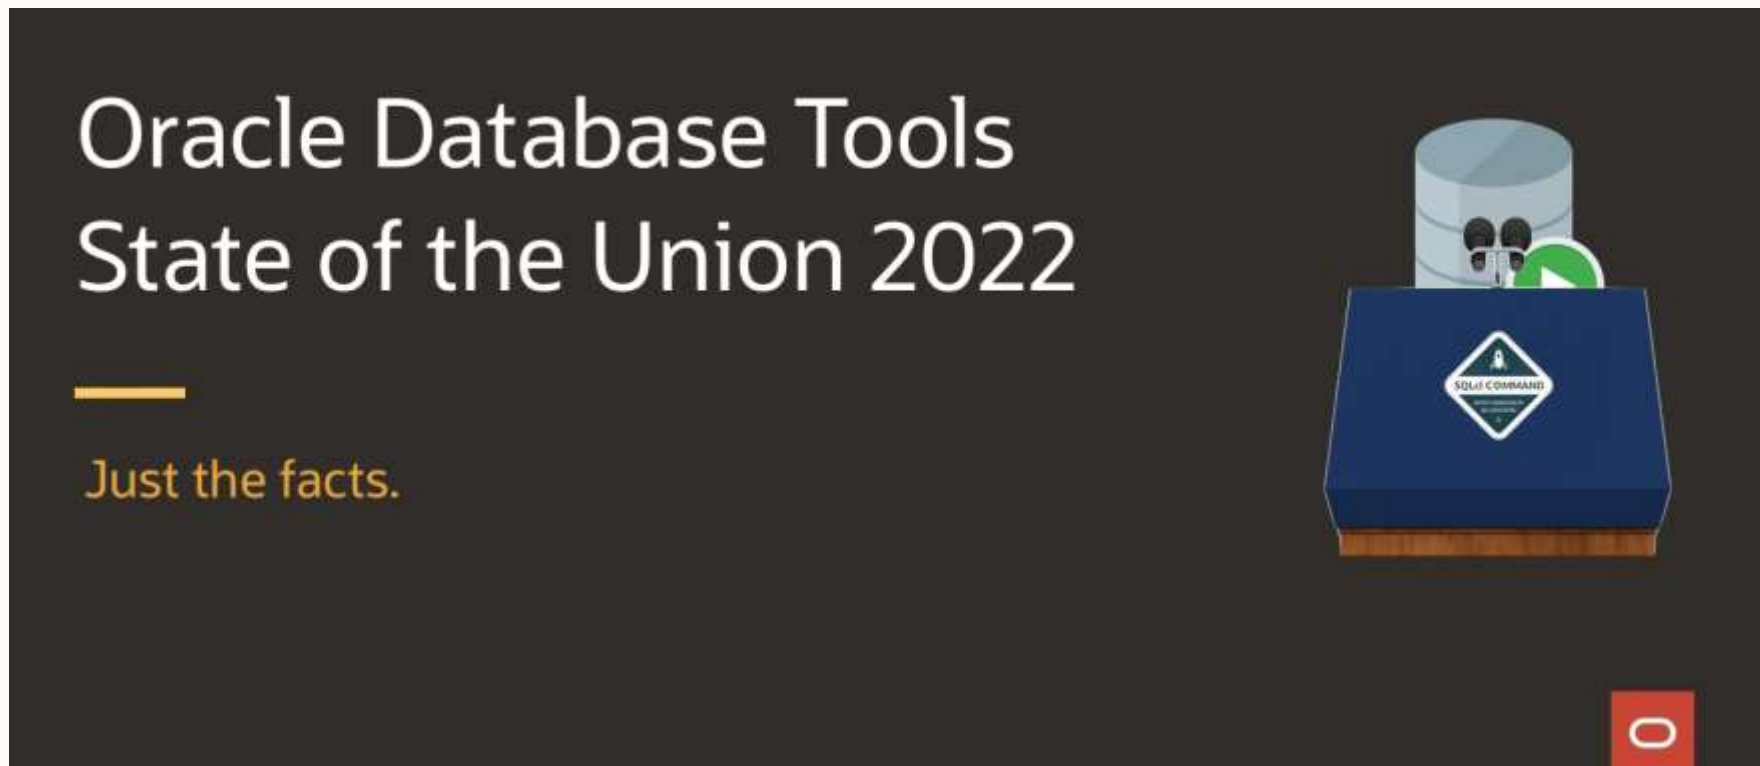 Oracle Database Tools
State of the Union 2022
Just the facts.
SQLcl COMMAND